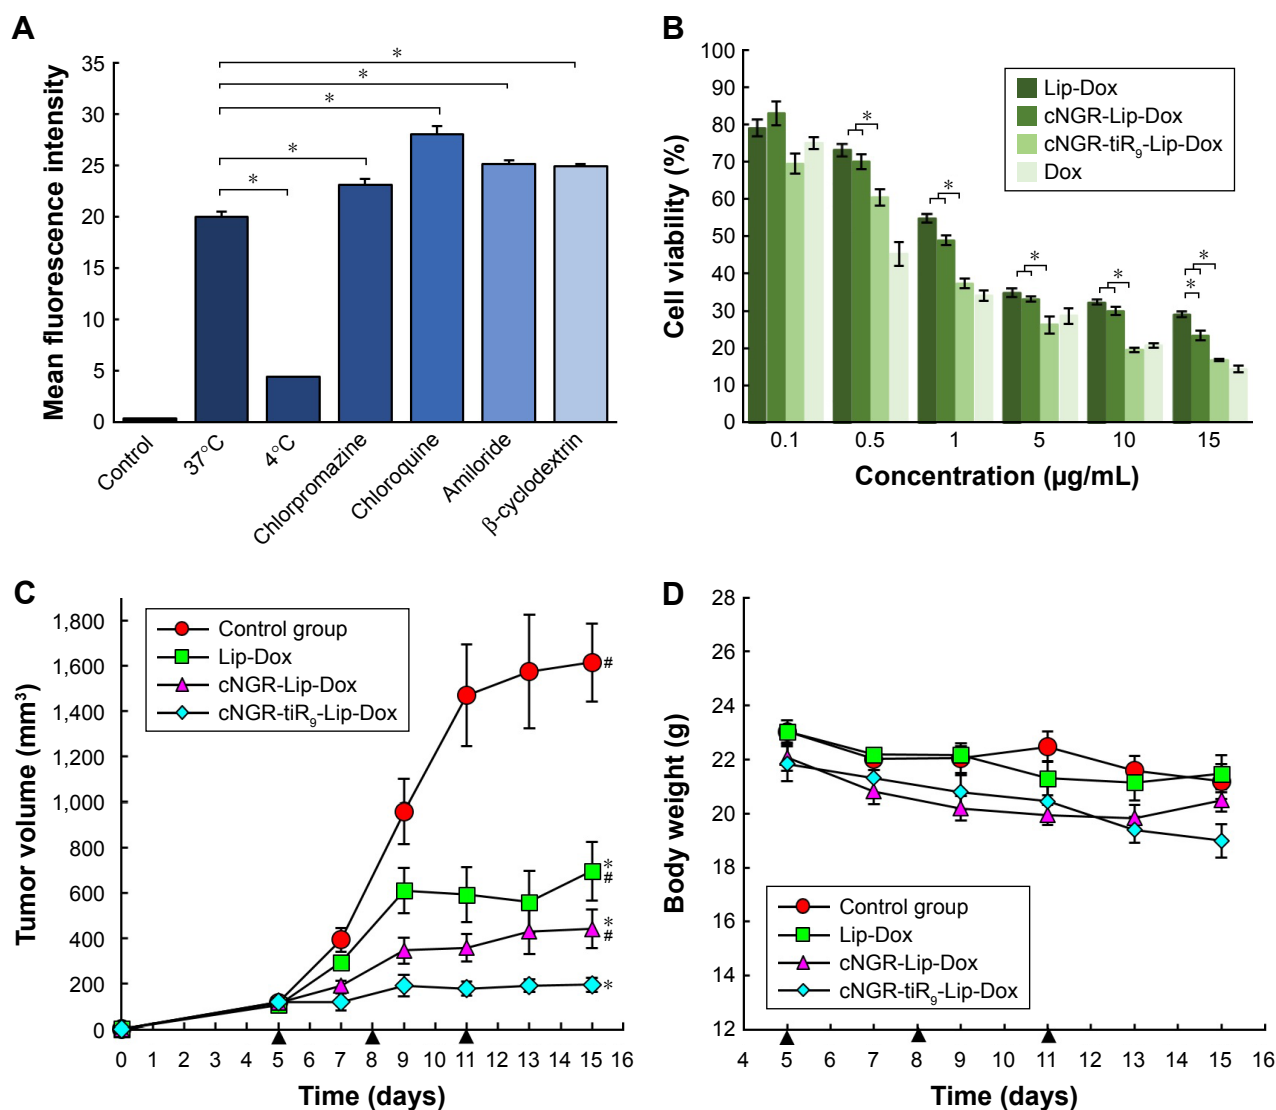 A
Mean fluorescence intensity
35
30
25
20
15
10
5
0
*
*
*
*
*
Control
37°C
4°C
Chlorpromazine
Chloroquine
Amiloride
β-cyclodextrin
B
Cell viability (%)
100
90
80
70
60
50
40
30
20
10
0
Lip-Dox
cNGR-Lip-Dox
cNGR-tiR9-Lip-Dox
Dox
*
*
*
*
*
*
0.1 0.5 1 5 10 15
Concentration (µg/mL)
C
Tumor volume (mm³)
1,800
1,600
1,400
1,200
1,000
800
600
400
200
0
Control group
Lip-Dox
cNGR-Lip-Dox
cNGR-tiR9-Lip-Dox
#
*
#
*
#
*
0 1 2 3 4 5 6 7 8 9 10 11 12 13 14 15 16
Time (days)
D
Body weight (g)
28
26
24
22
20
18
16
14
12
Control group
Lip-Dox
cNGR-Lip-Dox
cNGR-tiR9-Lip-Dox
4 5 6 7 8 9 10 11 12 13 14 15 16
Time (days)